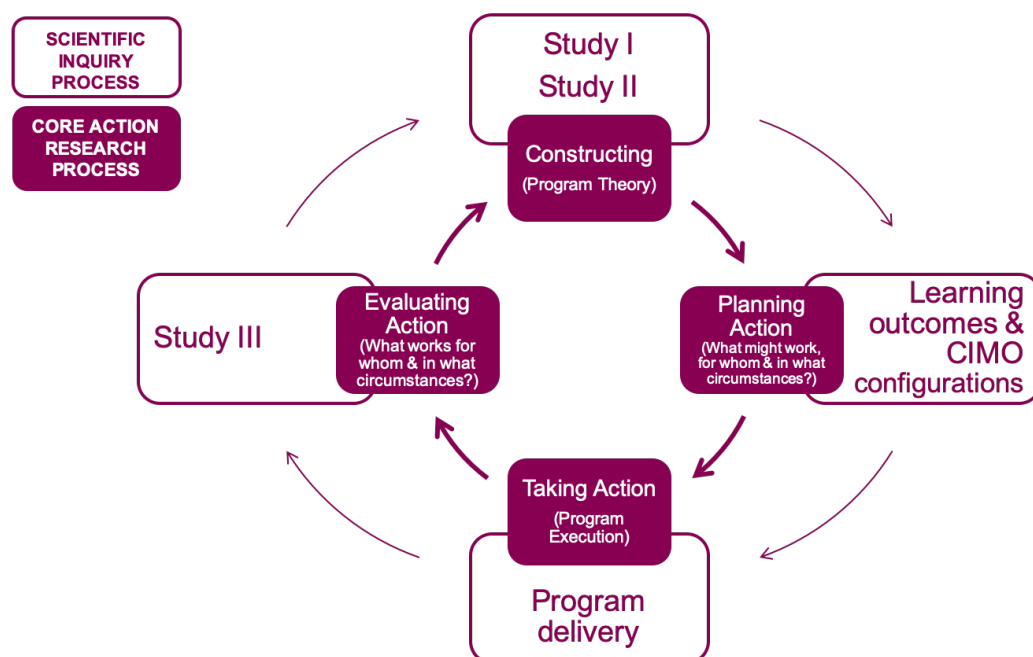 SCIENTIFIC
INQUIRY
PROCESS
CORE ACTION
RESEARCH
PROCESS
Study I
Study II
Constructing
(Program Theory)
Study III
Evaluating
Action
(What works for
whom & in what
circumstances?)
Planning
Action
(What might work,
for whom & in what
circumstances?)
Learning
outcomes &
CIMO
configurations
Taking Action
(Program
Execution)
Program
delivery